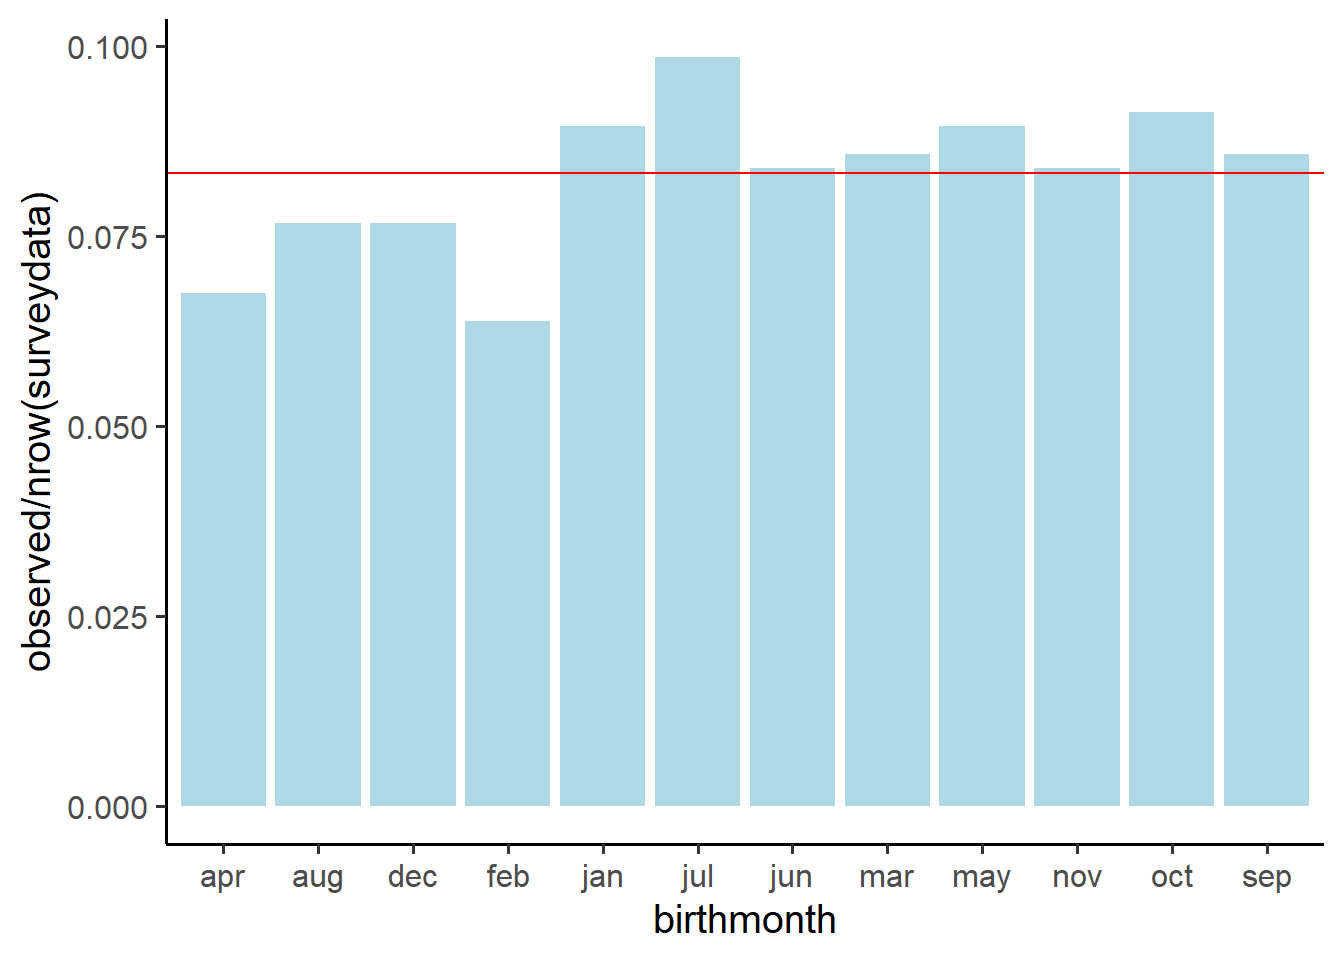 observed/nrow(surveydata)
0.100
0.075
0.050
0.025
0.000
apr aug dec feb jan jul jun mar may nov oct sep
birthmonth